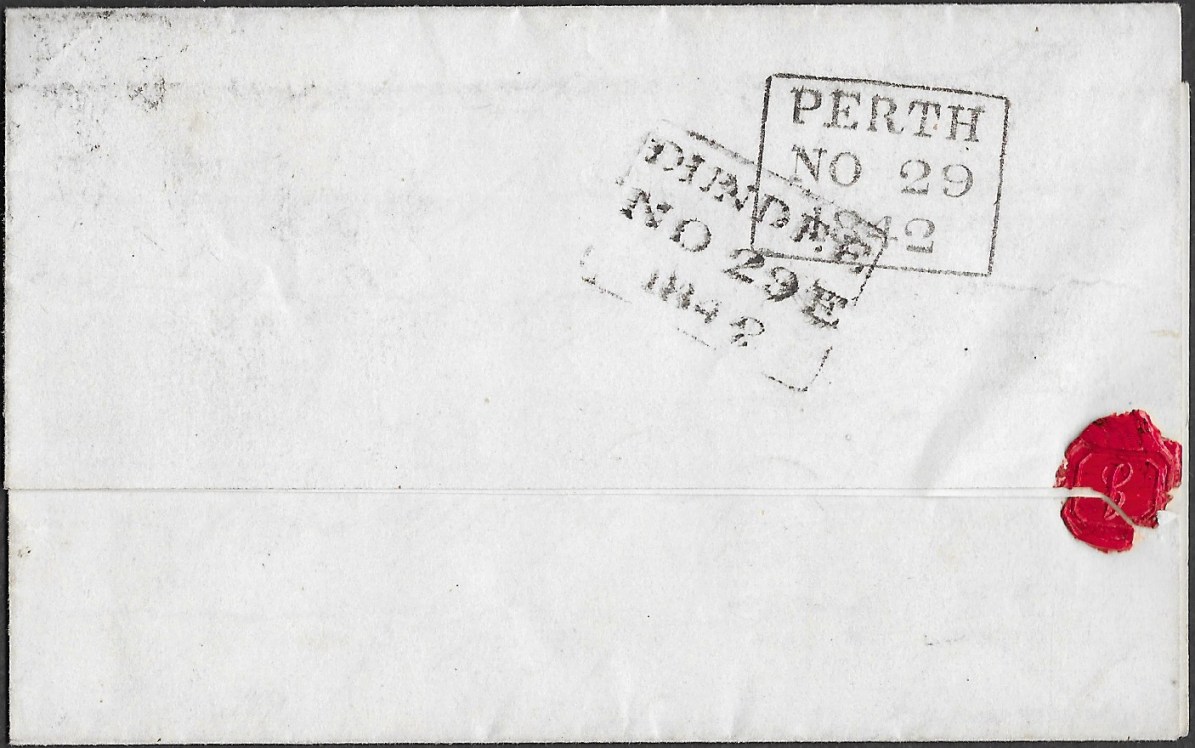 PERTH
NO 29
1842
DUNDEE
NO 29 E
1842